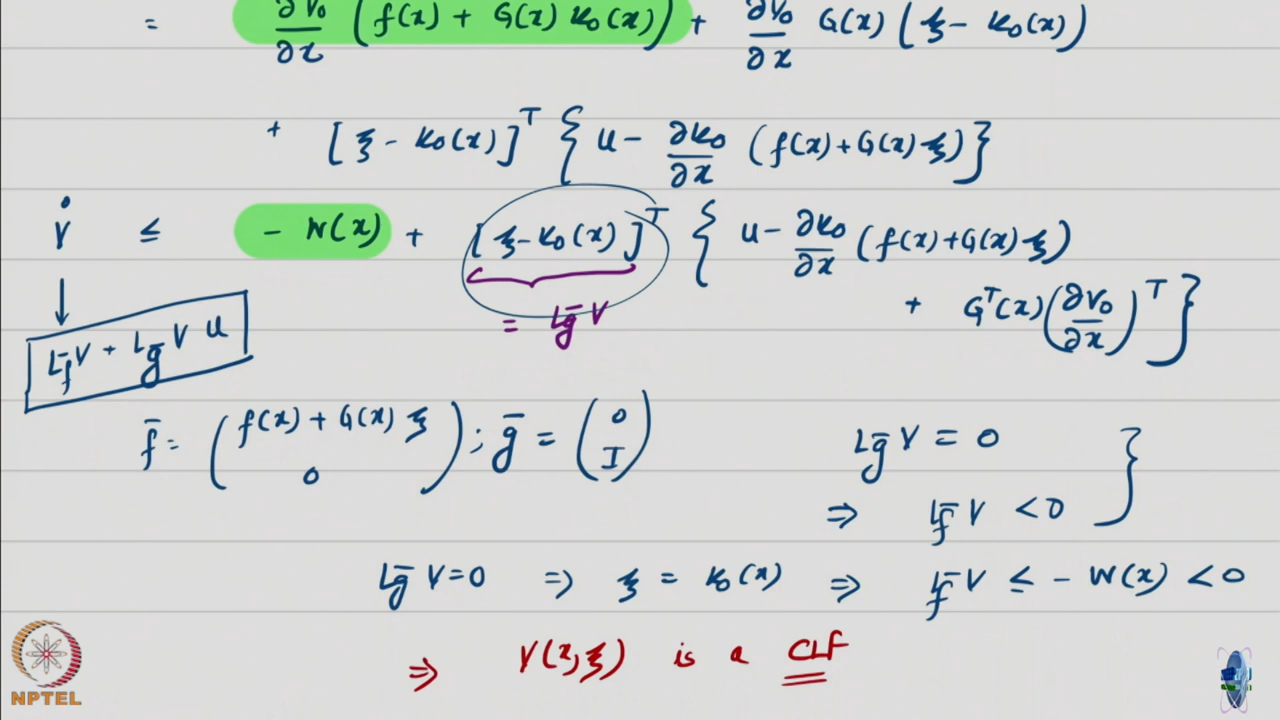 = ∂V₀/∂x (f(x) + G(x) k₀(x)) + ∂V₀/∂x G(x) (ξ - k₀(x))
+ [ξ - k₀(x)]ᵀ { u - ∂k₀/∂x (f(x)+G(x) ξ) }
V̇ ≤ - W(x) + [ξ - k₀(x)]ᵀ { u - ∂k₀/∂x (f(x)+G(x) ξ)
+ Gᵀ(x) (∂V₀/∂x)ᵀ }
= L_ḡ V
L_f̄ V + L_ḡ V u
f̄ = ( f(x) + G(x) ξ ; 0 ) ; ḡ = ( 0 ; I )
L_ḡ V = 0
⇒ L_f̄ V < 0 }
L_ḡ V = 0 ⇒ ξ = k₀(x) ⇒ L_f̄ V ≤ - W(x) < 0
⇒ V(x, ξ) is a CLF
NPTEL